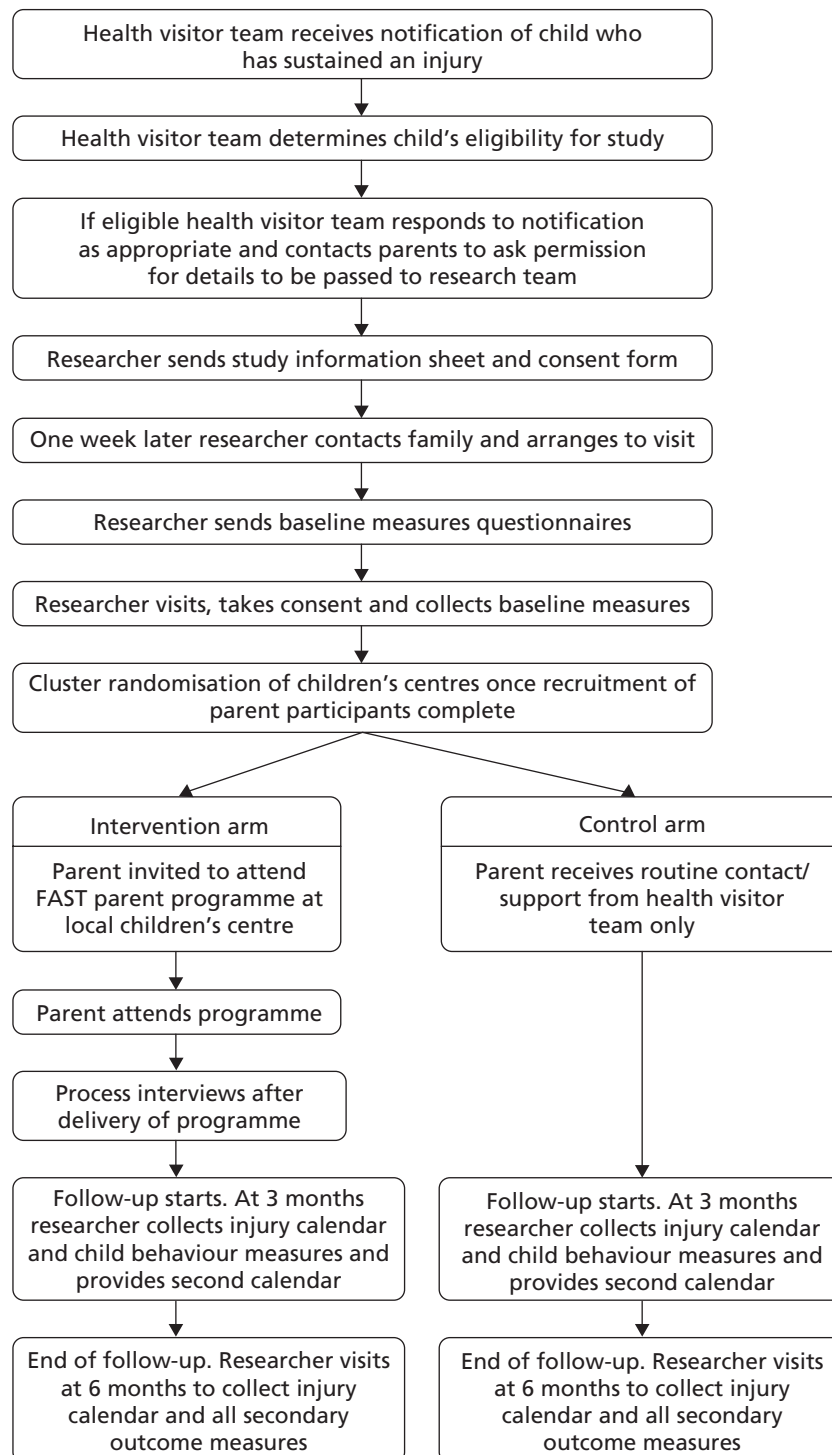 Health visitor team receives notification of child who
has sustained an injury
Health visitor team determines child’s eligibility for study
If eligible health visitor team responds to notification
as appropriate and contacts parents to ask permission
for details to be passed to research team
Researcher sends study information sheet and consent form
One week later researcher contacts family and arranges to visit
Researcher sends baseline measures questionnaires
Researcher visits, takes consent and collects baseline measures
Cluster randomisation of children’s centres once recruitment of
parent participants complete
Intervention arm
Parent invited to attend
FAST parent programme at
local children’s centre
Parent attends programme
Process interviews after
delivery of programme
Follow-up starts. At 3 months
researcher collects injury calendar
and child behaviour measures and
provides second calendar
End of follow-up. Researcher visits
at 6 months to collect injury
calendar and all secondary
outcome measures
Control arm
Parent receives routine contact/
support from health visitor
team only
Follow-up starts. At 3 months
researcher collects injury calendar
and child behaviour measures and
provides second calendar
End of follow-up. Researcher visits
at 6 months to collect injury
calendar and all secondary
outcome measures